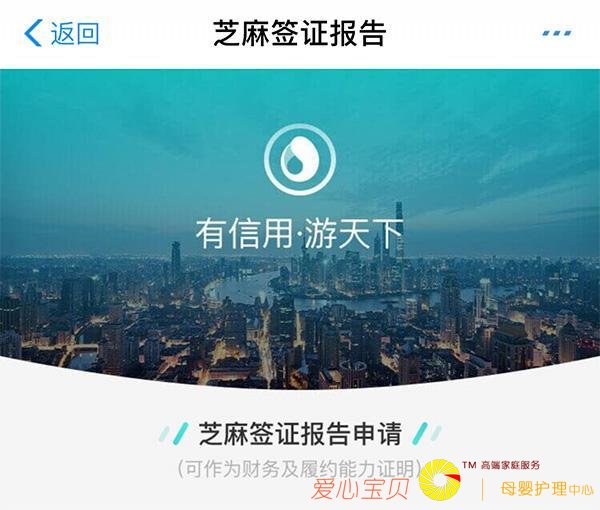 返回 芝麻签证报告
有信用·游天下
芝麻签证报告申请
(可作为财务及履约能力证明)
爱心宝贝 TM 高端家庭服务 | 母婴护理中心